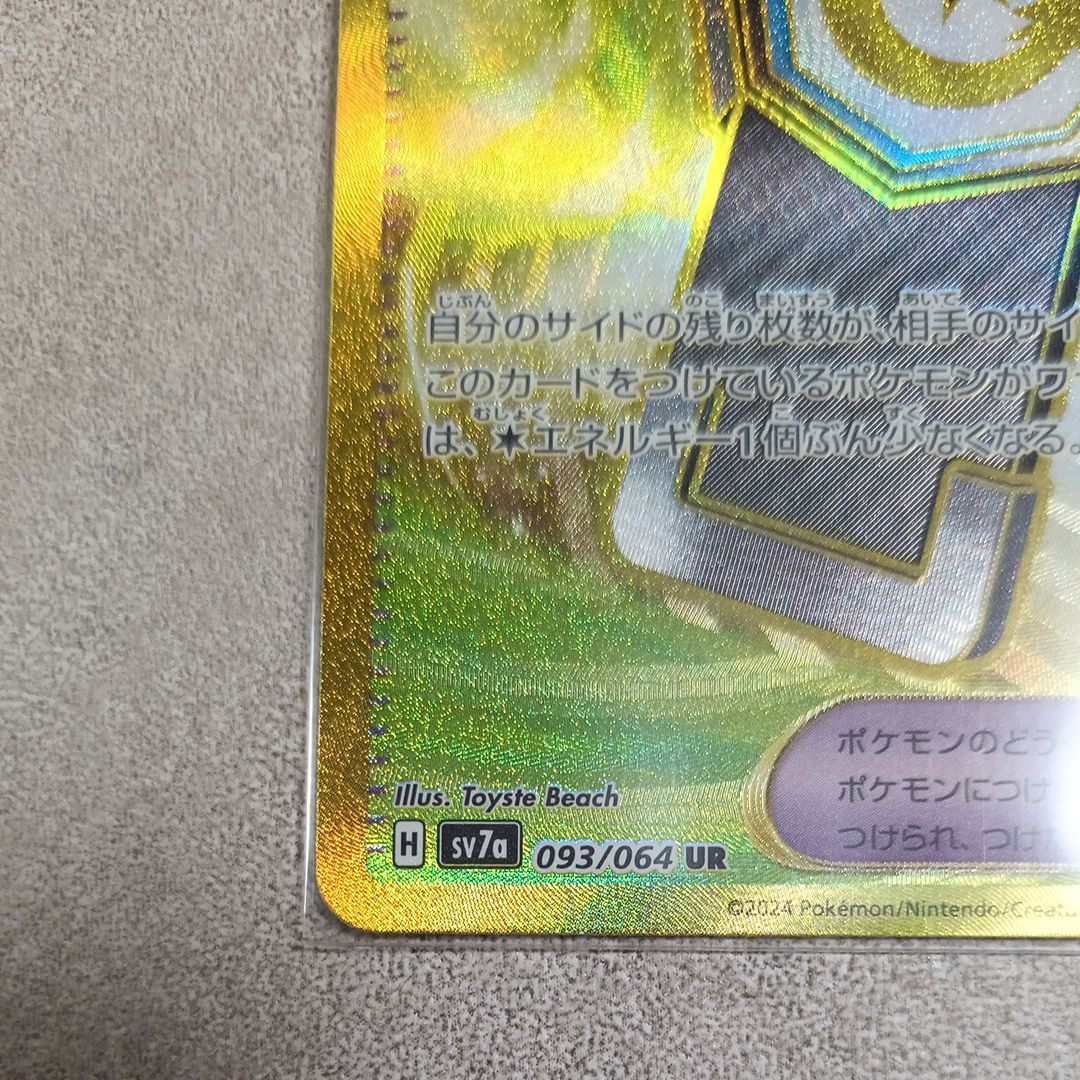 自分のサイドの残り枚数が、相手のサイ
このカードをつけているポケモンがワ
は、エネルギー1個ぶん少なくなる。
ポケモンのどう
ポケモンにつけ
つけられ、つけた
Illus. Toyste Beach
H sv7a 093/064 UR
©2024 Pokémon/Nintendo/Creatu